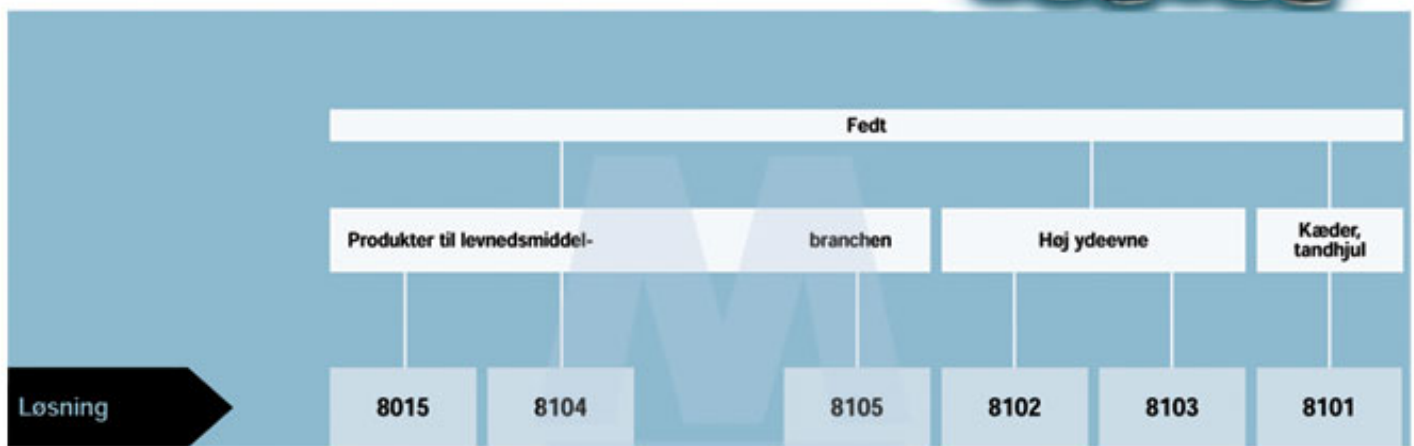 Fedt
Produkter til levnedsmiddel- branchen
Høj ydeevne
Kæder,
tandhjul
Løsning
8015
8104
8105
8102
8103
8101